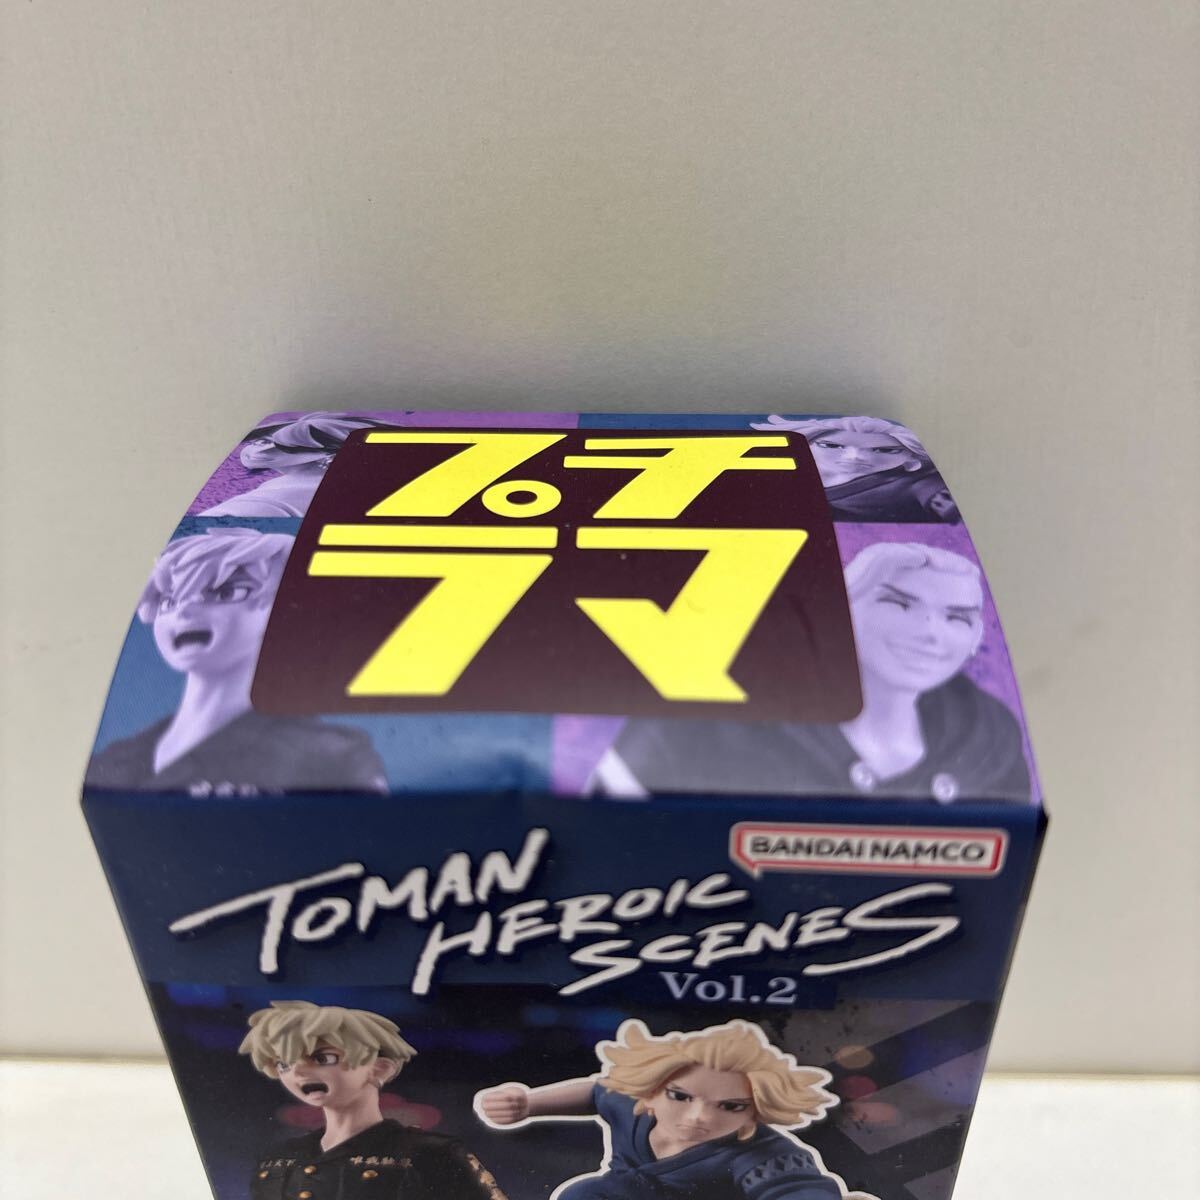 プチ
ラマ
BANDAI NAMCO
TOMAN
HEROIC
SCENES
Vol.2